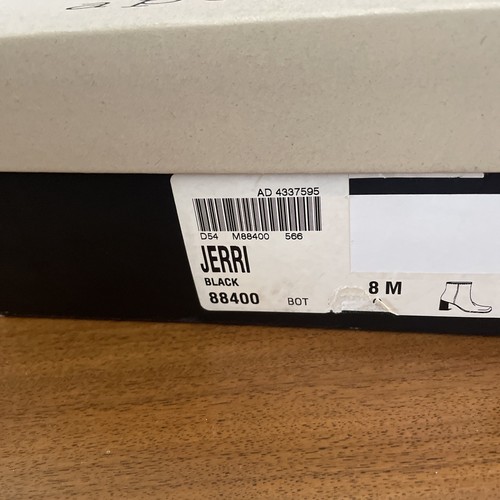 AD 4337595
D54 M88400 566
JERRI
BLACK
88400 BOT
8 M